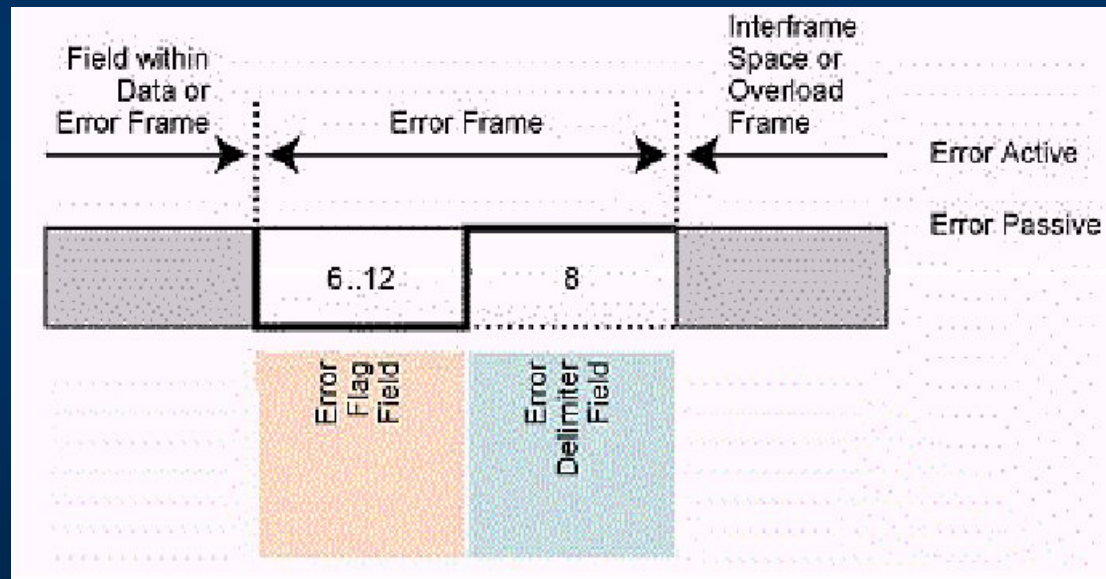 Field within
Data or
Error Frame
Error Frame
Interframe
Space or
Overload
Frame
Error Active
Error Passive
6..12
8
Error
Flag
Field
Error
Delimiter
Field